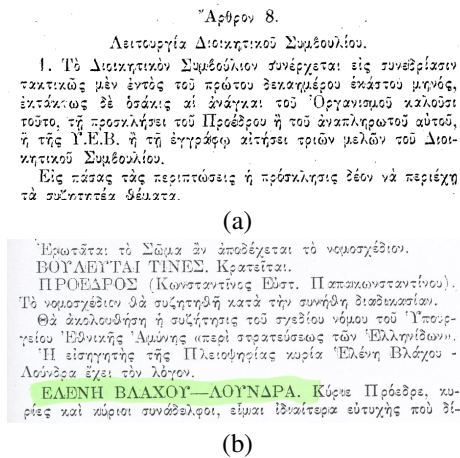 Ἄρθρον 8.
Λειτουργία Διοικητικοῦ Συμβουλίου.
1. Τὸ Διοικητικὸν Συμβούλιον συνέρχεται εἰς συνεδρίασιν
τακτικῶς μὲν ἐντὸς τοῦ πρώτου δεκαημέρου ἑκάστου μηνός,
ἐκτάκτως δὲ ὁσάκις αἱ ἀνάγκαι τοῦ Ὀργανισμοῦ καλοῦσι
τοῦτο, τῇ προσκλήσει τοῦ Προέδρου ἢ τοῦ ἀναπληρωτοῦ αὐτοῦ,
ἢ τῆς Υ.Ε.Β. ἢ τῇ ἐγγράφῳ αἰτήσει τριῶν μελῶν τοῦ Διοι-
κητικοῦ Συμβουλίου.
Εἰς πάσας τὰς περιπτώσεις ἡ πρόσκλησις δέον νὰ περιέχῃ
τὰ συζητητέα θέματα.
(a)
Ἐρωτᾶται τὸ Σῶμα ἂν ἀποδέχεται τὸ νομοσχέδιον.
ΒΟΥΛΕΥΤΑΙ ΤΙΝΕΣ. Κρατεῖται.
ΠΡΟΕΔΡΟΣ (Κωνσταντῖνος Εὐστ. Παπακωνσταντίνου).
Τὸ νομοσχέδιον θὰ συζητηθῇ κατὰ τὴν συνήθη διαδικασίαν.
Θὰ ἀκολουθήσῃ ἡ συζήτησις τοῦ σχεδίου νόμου τοῦ Ὑπουρ-
γείου Ἐθνικῆς Ἀμύνης «περὶ στρατεύσεως τῶν Ἑλληνίδων».
Ἡ εἰσηγητὴς τῆς Πλειοψηφίας κυρία Ἑλένη Βλάχου -
Λούνδρα ἔχει τὸν λόγον.
ΕΛΕΝΗ ΒΛΑΧΟΥ—ΛΟΥΝΔΡΑ. Κύριε Πρόεδρε, κυ-
ρίες καὶ κύριοι συνάδελφοι, εἶμαι ἰδιαίτερα εὐτυχὴς ποὺ δί-
(b)